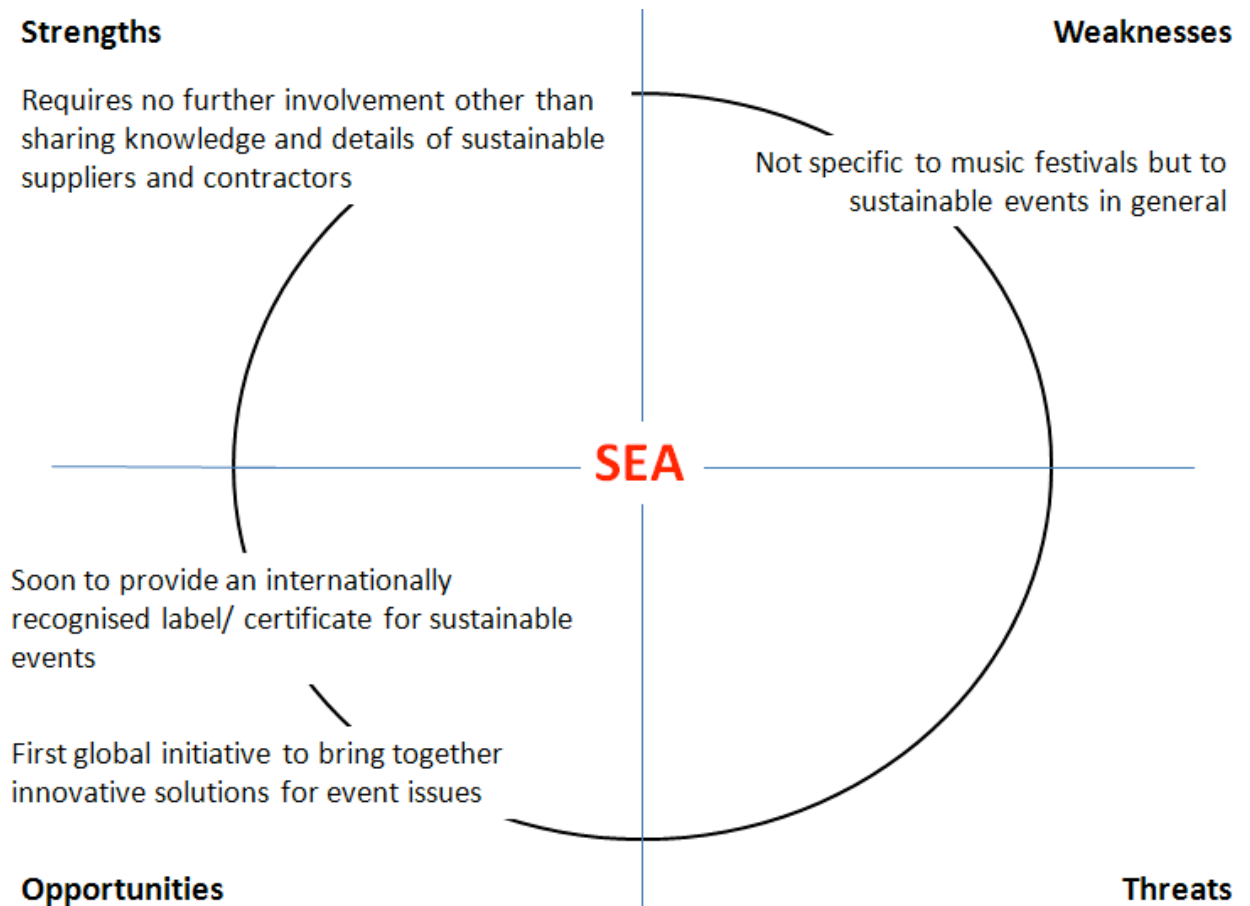 Strengths
Weaknesses
Requires no further involvement other than
sharing knowledge and details of sustainable
suppliers and contractors
Not specific to music festivals but to
sustainable events in general
SEA
Soon to provide an internationally
recognised label/ certificate for sustainable
events
First global initiative to bring together
innovative solutions for event issues
Opportunities
Threats